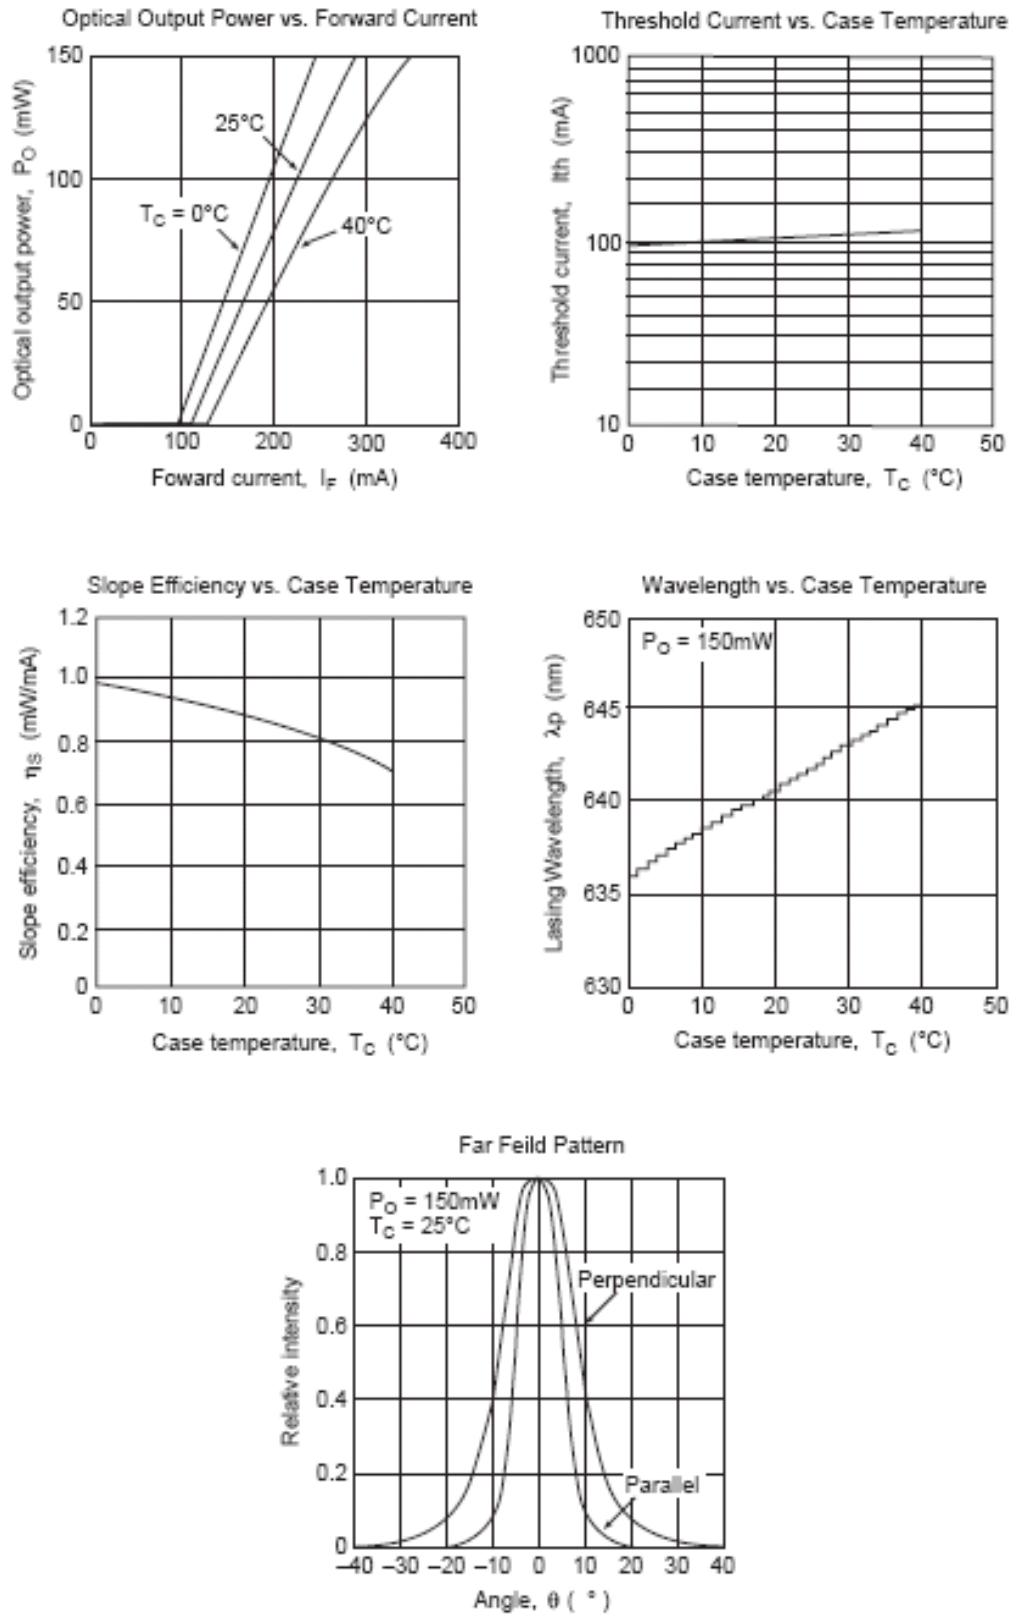 Optical Output Power vs. Forward Current
Optical output power, PO (mW)
150
100
50
0
25°C
TC = 0°C
40°C
0 100 200 300 400
Foward current, IF (mA)
Threshold Current vs. Case Temperature
Threshold current, Ith (mA)
1000
100
10
0 10 20 30 40 50
Case temperature, TC (°C)
Slope Efficiency vs. Case Temperature
Slope efficiency, ηS (mW/mA)
1.2
1.0
0.8
0.6
0.4
0.2
0
0 10 20 30 40 50
Case temperature, TC (°C)
Wavelength vs. Case Temperature
Lasing Wavelength, λp (nm)
650
645
640
635
630
PO = 150mW
0 10 20 30 40 50
Case temperature, TC (°C)
Far Feild Pattern
Relative intensity
1.0
0.8
0.6
0.4
0.2
0
PO = 150mW
TC = 25°C
Perpendicular
Parallel
−40 −30 −20 −10 0 10 20 30 40
Angle, θ ( ° )